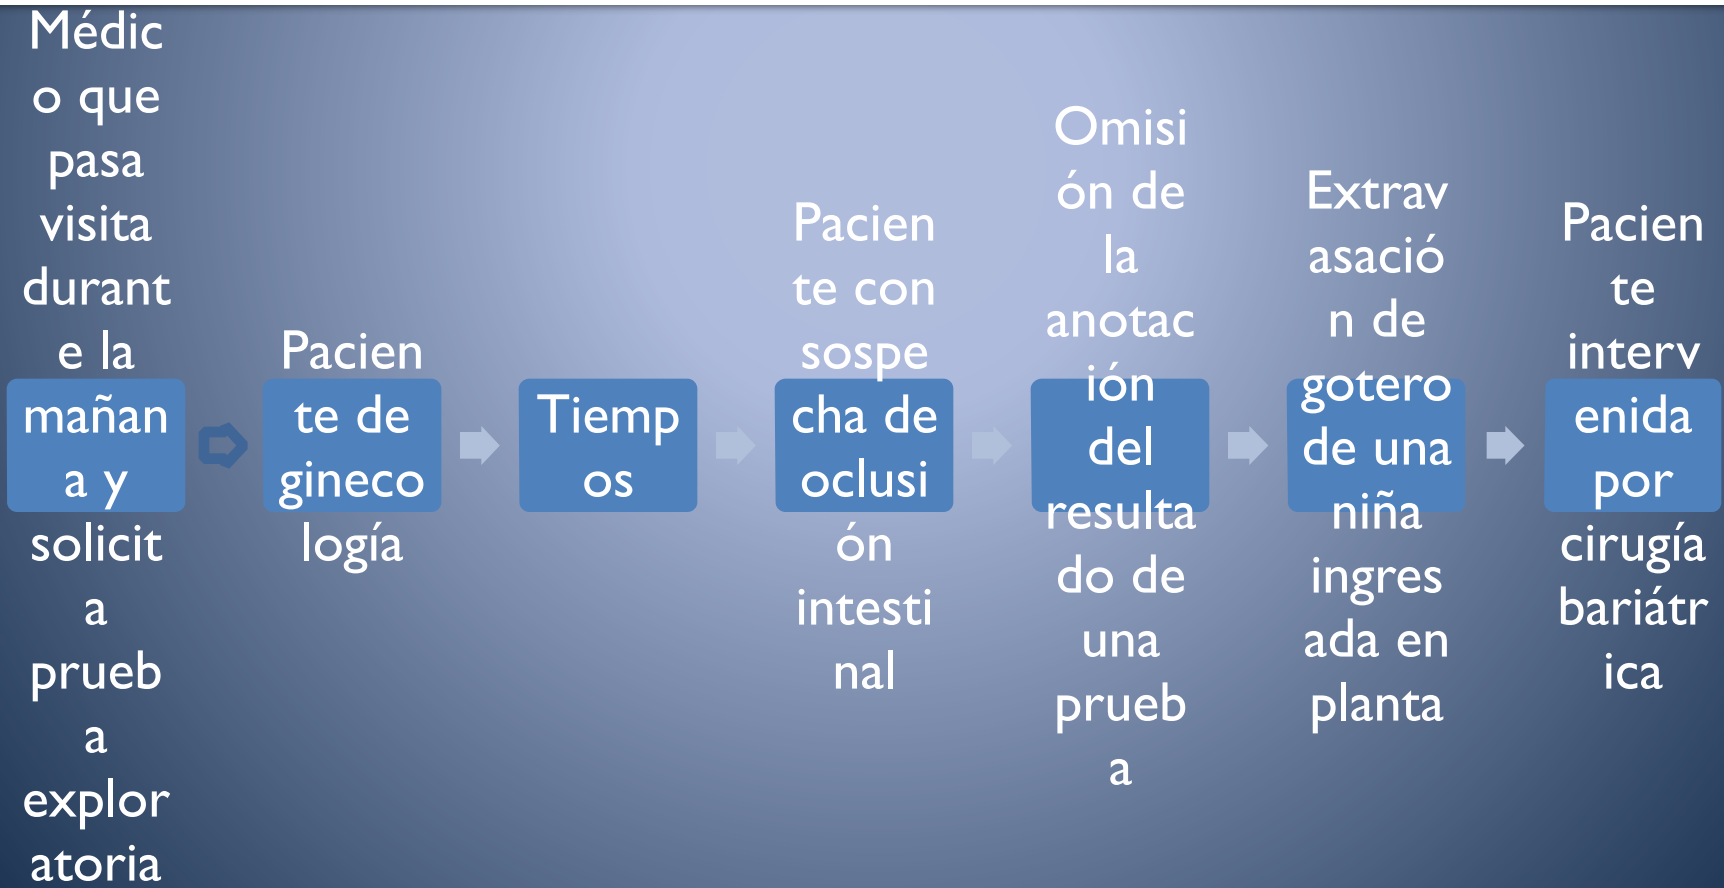 Médic
o que
pasa
visita
durant
e la
mañan
a y
solicit
a
prueb
a
explor
atoria
Pacien
te de
gineco
logía
Tiemp
os
Pacien
te con
sospe
cha de
oclusi
ón
intesti
nal
Omisi
ón de
la
anotac
ión
del
resulta
do de
una
prueb
a
Extrav
asació
n de
gotero
de una
niña
ingres
ada en
planta
Pacien
te
interv
enida
por
cirugía
bariátr
ica